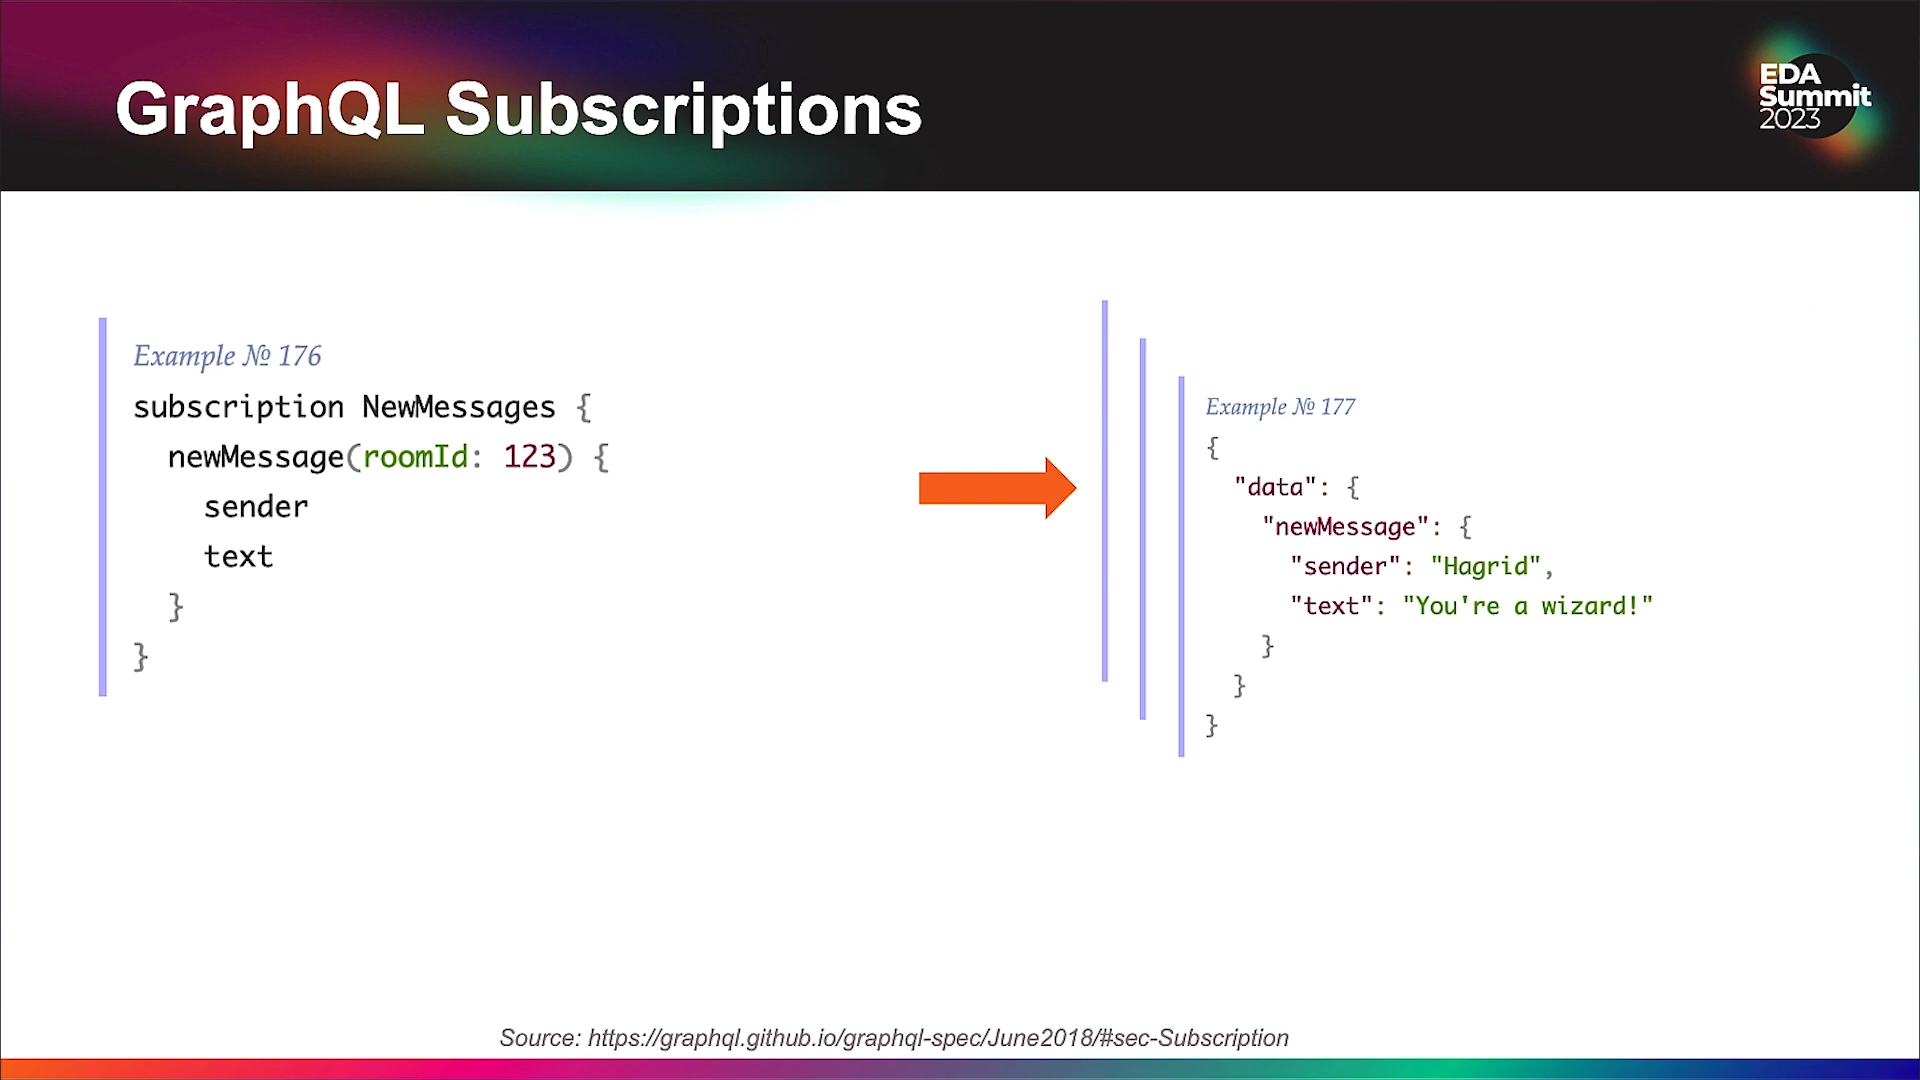 GraphQL Subscriptions
EDA
Summit
2023
Example № 176
subscription NewMessages {
  newMessage(roomId: 123) {
    sender
    text
  }
}
Example № 177
{
  "data": {
    "newMessage": {
      "sender": "Hagrid",
      "text": "You're a wizard!"
    }
  }
}
Source: https://graphql.github.io/graphql-spec/June2018/#sec-Subscription